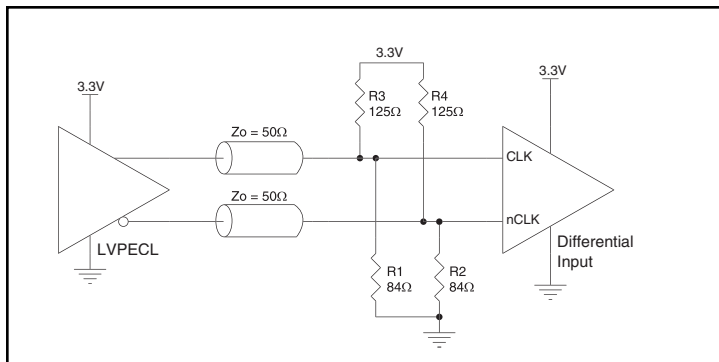 3.3V
3.3V
3.3V
R3
125Ω
R4
125Ω
Zo = 50Ω
CLK
Zo = 50Ω
nCLK
LVPECL
Differential
Input
R1
84Ω
R2
84Ω